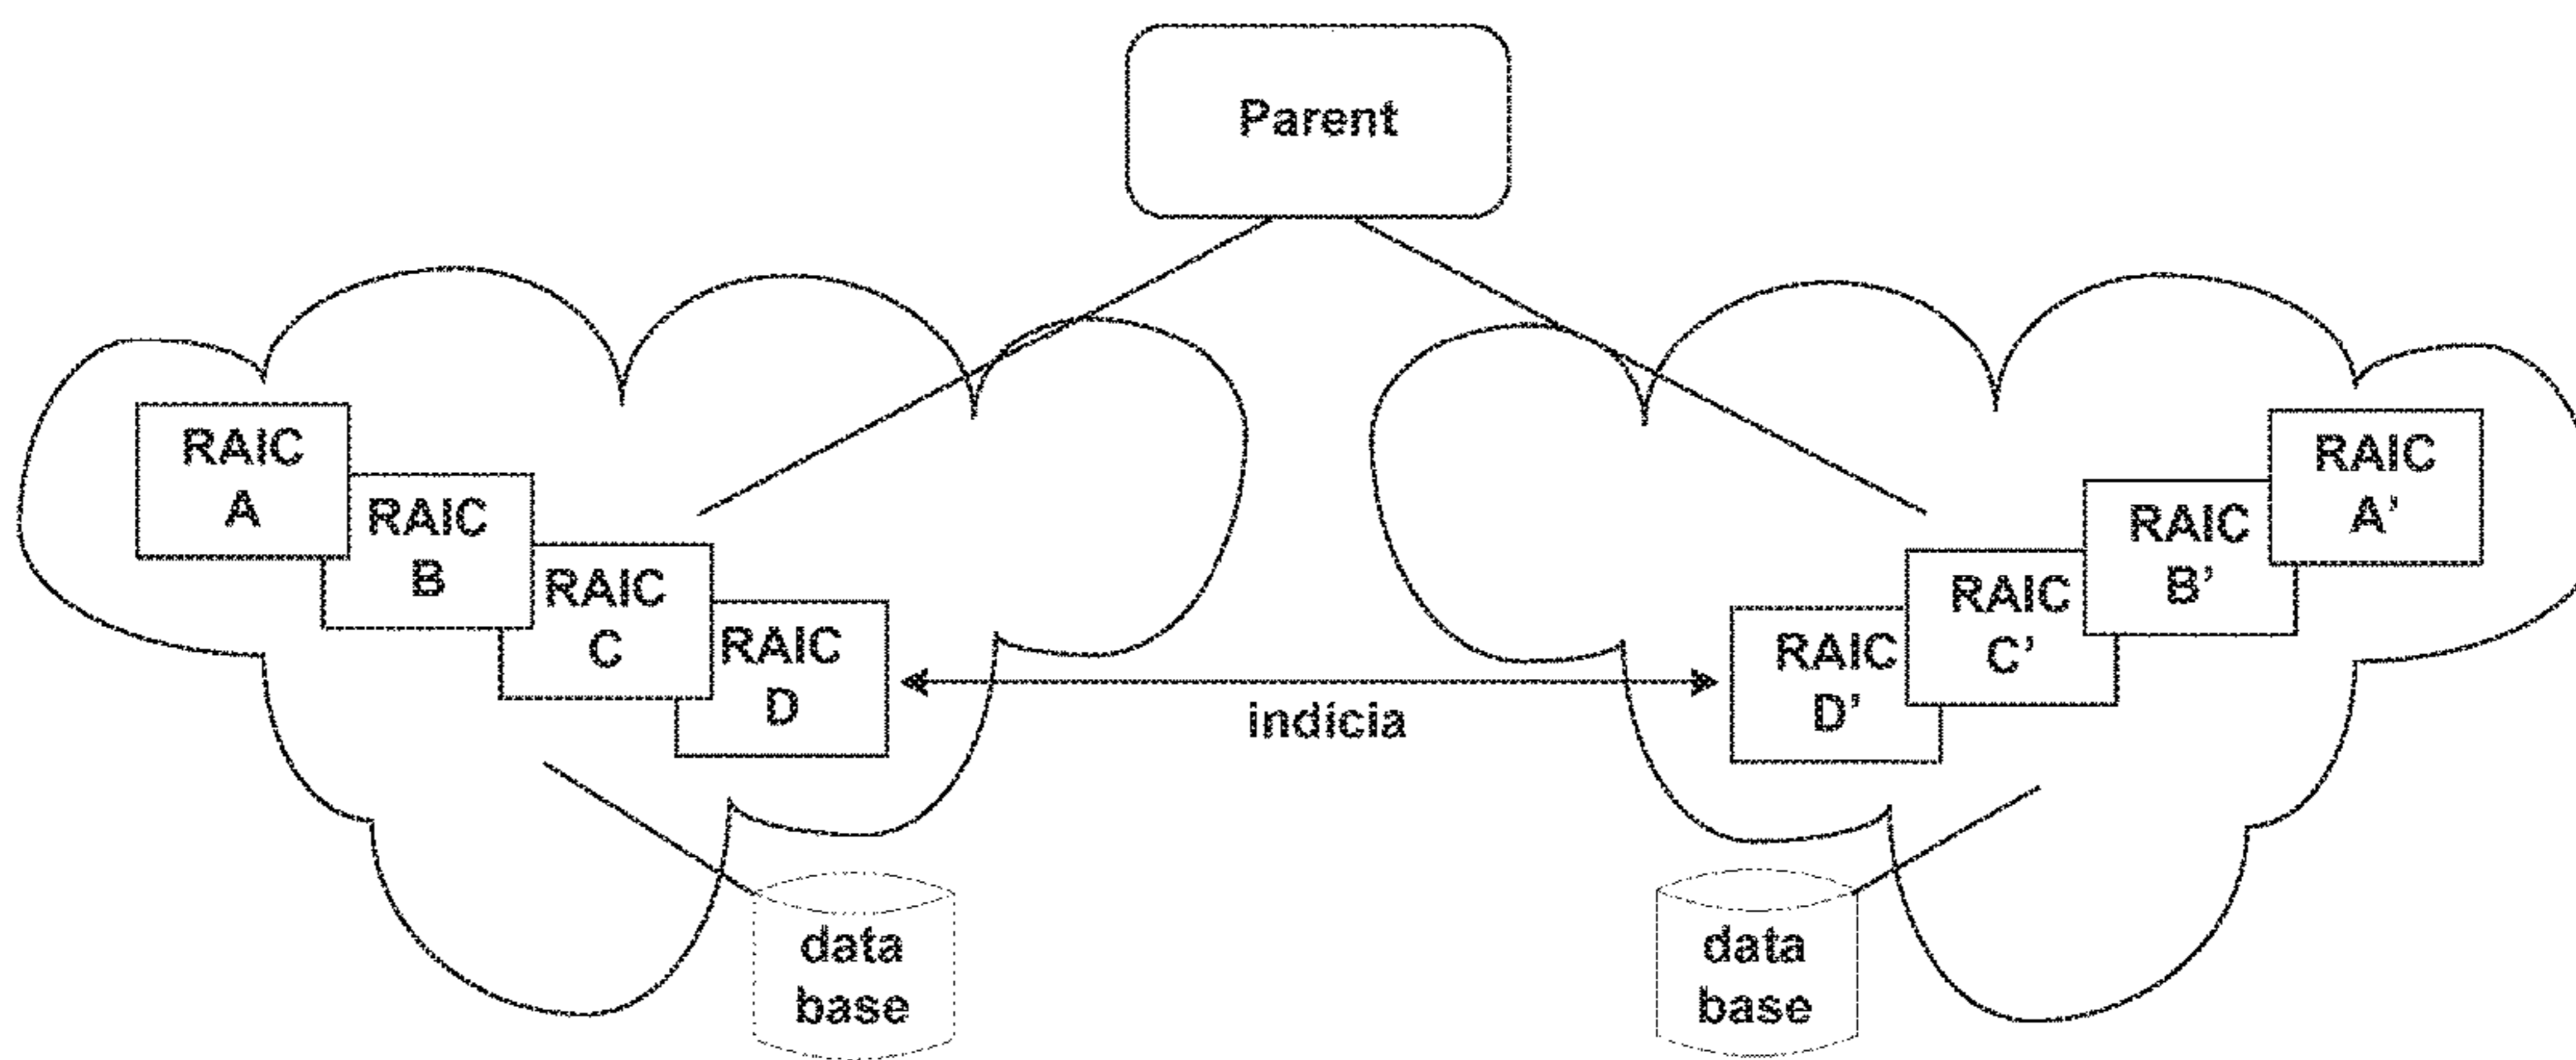 Parent
RAIC
A
RAIC
B
RAIC
C
RAIC
D
indicia
RAIC
D’
RAIC
C’
RAIC
B’
RAIC
A’
data
base
data
base